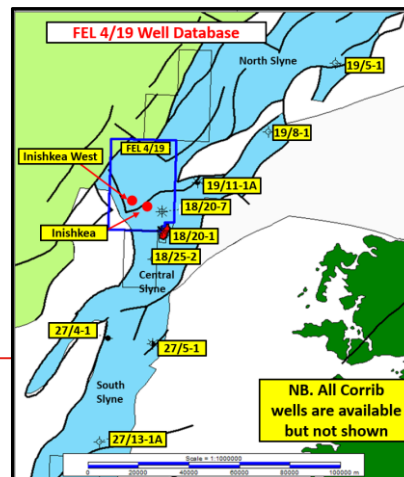 FEL 4/19 Well Database
North Slyne
19/5-1
19/8-1
FEL 4/19
Inishkea West
19/11-1A
18/20-7
Inishkea
18/20-1
18/25-2
Central
Slyne
27/4-1
27/5-1
South
Slyne
NB. All Corrib
wells are available
but not shown
27/13-1A
Scale = 1:1000000
0 20000 40000 60000 80000 100000 m